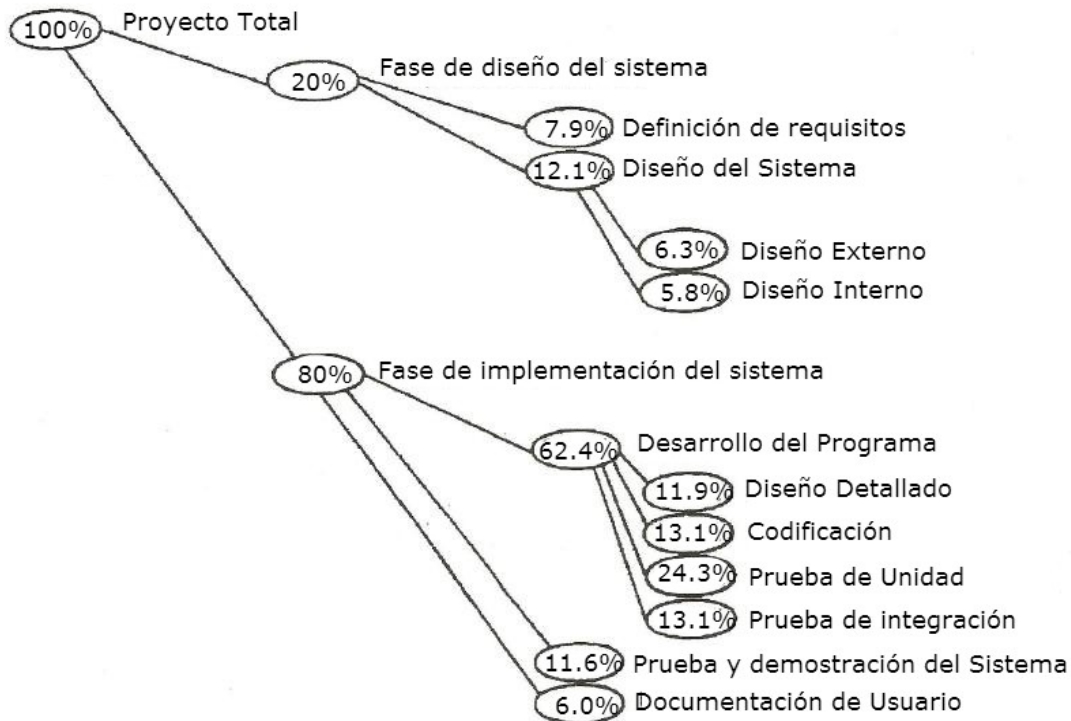 100% Proyecto Total
20% Fase de diseño del sistema
7.9% Definición de requisitos
12.1% Diseño del Sistema
6.3% Diseño Externo
5.8% Diseño Interno
80% Fase de implementación del sistema
62.4% Desarrollo del Programa
11.9% Diseño Detallado
13.1% Codificación
24.3% Prueba de Unidad
13.1% Prueba de integración
11.6% Prueba y demostración del Sistema
6.0% Documentación de Usuario